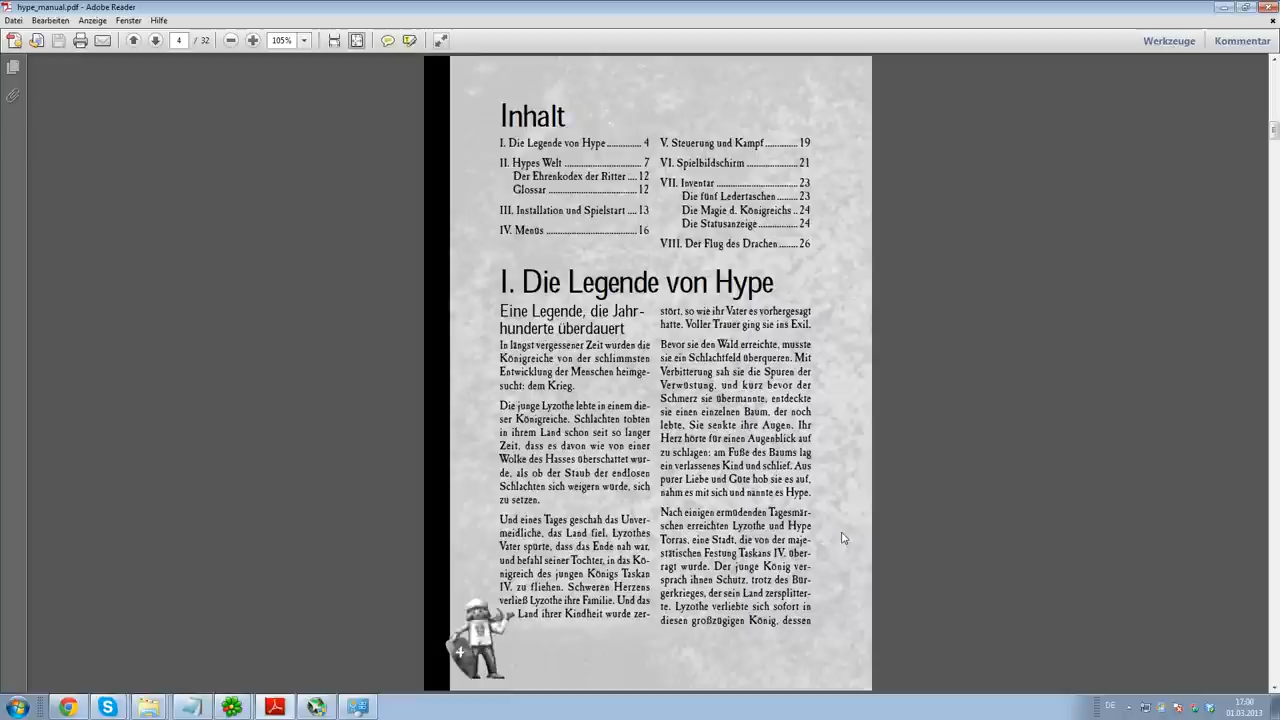 hype_manual.pdf - Adobe Reader
Datei Bearbeiten Anzeige Fenster Hilfe
4 / 32 105% Werkzeuge Kommentar
Inhalt
I. Die Legende von Hype .............. 4
II. Hypes Welt ................................... 7
Der Ehrenkodex der Ritter .... 12
Glossar ........................................ 12
III. Installation und Spielstart .... 13
IV. Menüs ........................................ 16
V. Steuerung und Kampf ............. 19
VI. Spielbildschirm ........................ 21
VII. Inventar .................................... 23
Die fünf Ledertaschen ......... 23
Die Magie d. Königreichs .. 24
Die Statusanzeige ................ 24
VIII. Der Flug des Drachen ........ 26
I. Die Legende von Hype
Eine Legende, die Jahr-
hunderte überdauert
In längst vergessener Zeit wurden die
Königreiche von der schlimmsten
Entwicklung der Menschen heimge-
sucht: dem Krieg.
Die junge Lyzothe lebte in einem die-
ser Königreiche. Schlachten tobten
in ihrem Land schon seit so langer
Zeit, dass es davon wie von einer
Wolke des Hasses überschattet wur-
de, als ob der Staub der endlosen
Schlachten sich weigern würde, sich
zu setzen.
Und eines Tages geschah das Unver-
meidliche, das Land fiel. Lyzothes
Vater spürte, dass das Ende nah war,
und befahl seiner Tochter, in das Kö-
nigreich des jungen Königs Taskan
IV. zu fliehen. Schweren Herzens
verließ Lyzothe ihre Familie. Und das
Land ihrer Kindheit wurde zer-
stört, so wie ihr Vater es vorhergesagt
hatte. Voller Trauer ging sie ins Exil.
Bevor sie den Wald erreichte, musste
sie ein Schlachtfeld überqueren. Mit
Verbitterung sah sie die Spuren der
Verwüstung, und kurz bevor der
Schmerz sie übermannte, entdeckte
sie einen einzelnen Baum, der noch
lebte. Sie senkte ihre Augen. Ihr
Herz hörte für einen Augenblick auf
zu schlagen: am Fuße des Baums lag
ein verlassenes Kind und schlief. Aus
purer Liebe und Güte hob sie es auf,
nahm es mit sich und nannte es Hype.
Nach einigen ermüdenden Tagesmär-
schen erreichten Lyzothe und Hype
Torras, eine Stadt, die von der maje-
stätischen Festung Taskans IV. über-
ragt wurde. Der junge König ver-
sprach ihnen Schutz, trotz des Bür-
gerkrieges, der sein Land zersplitter-
te. Lyzothe verliebte sich sofort in
diesen großzügigen König, dessen
DE
17:00
01.03.2013